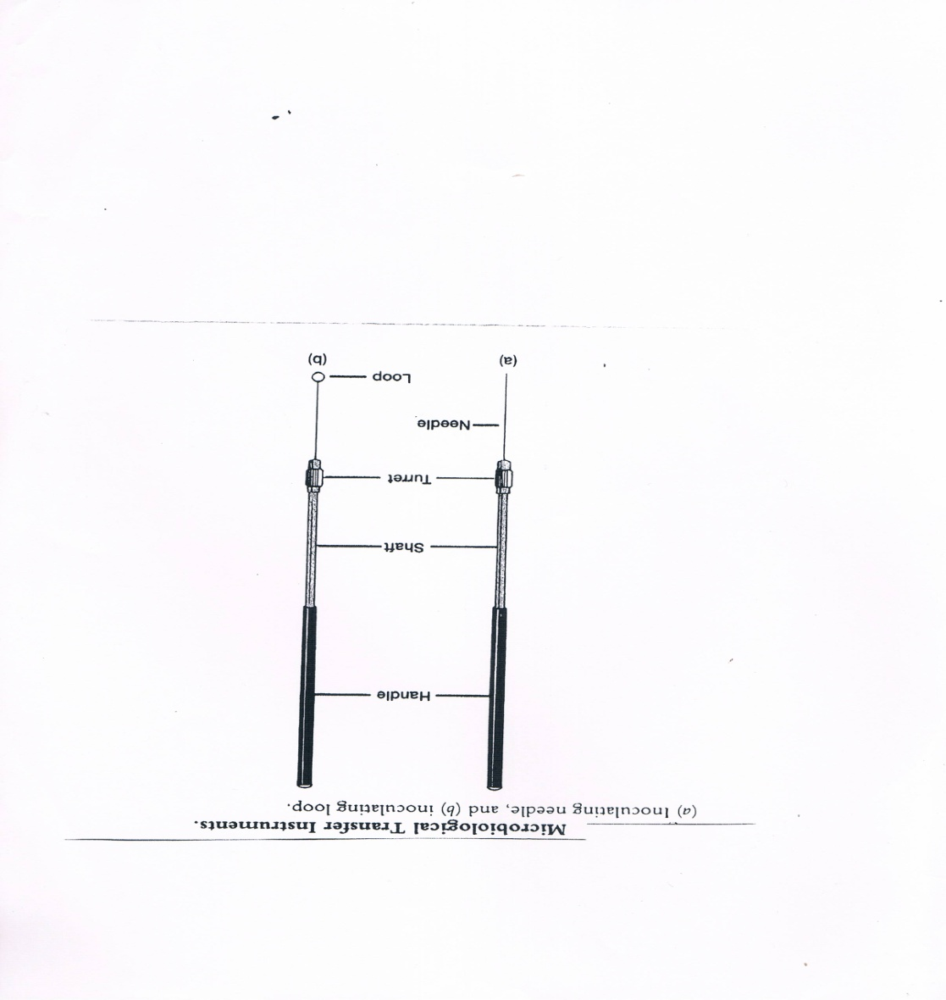 Microbiological Transfer Instruments.
(a) Inoculating needle, and (b) inoculating loop.
Handle
Shaft
Turret
Needle
Loop
(a)
(b)